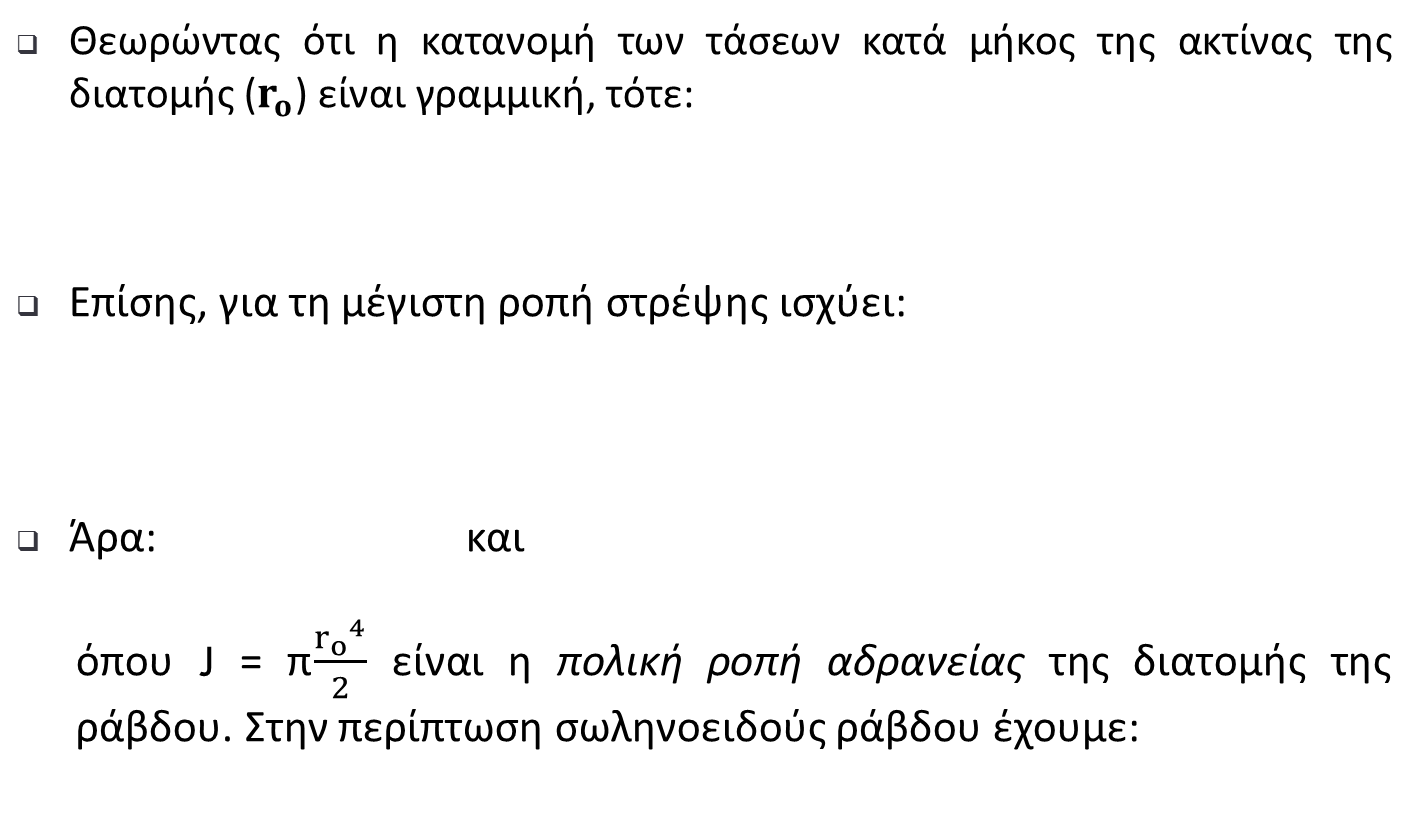 ❑ Θεωρώντας ότι η κατανομή των τάσεων κατά μήκος της ακτίνας της
διατομής (𝐫ₒ) είναι γραμμική, τότε:
❑ Επίσης, για τη μέγιστη ροπή στρέψης ισχύει:
❑ Άρα: και
όπου J = π rₒ⁴/2 είναι η πολική ροπή αδρανείας της διατομής της
ράβδου. Στην περίπτωση σωληνοειδούς ράβδου έχουμε: